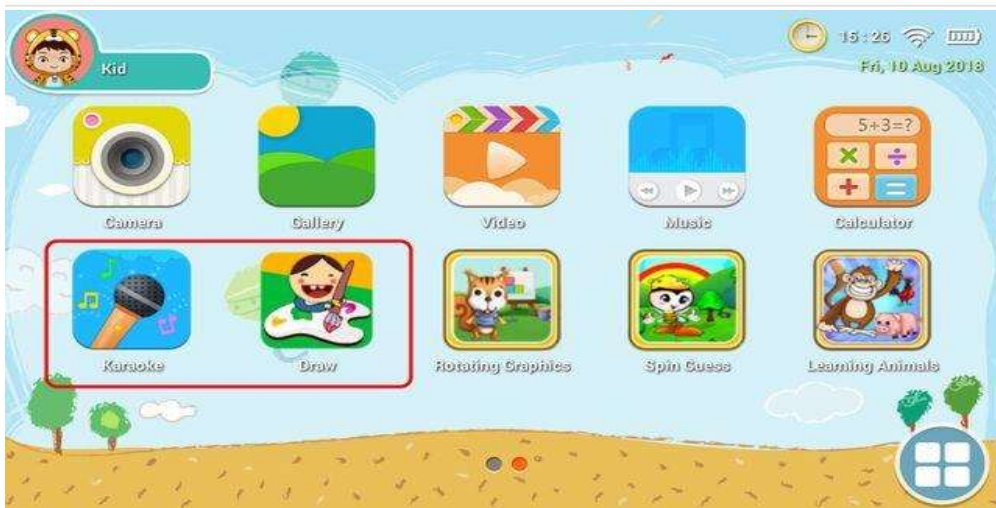 Kid
15:26
Fri, 10 Aug 2018
5÷3=?
Camera
Gallery
Video
Music
Calculator
Karaoke
Draw
Rotating Graphics
Spin Guess
Learning Animals